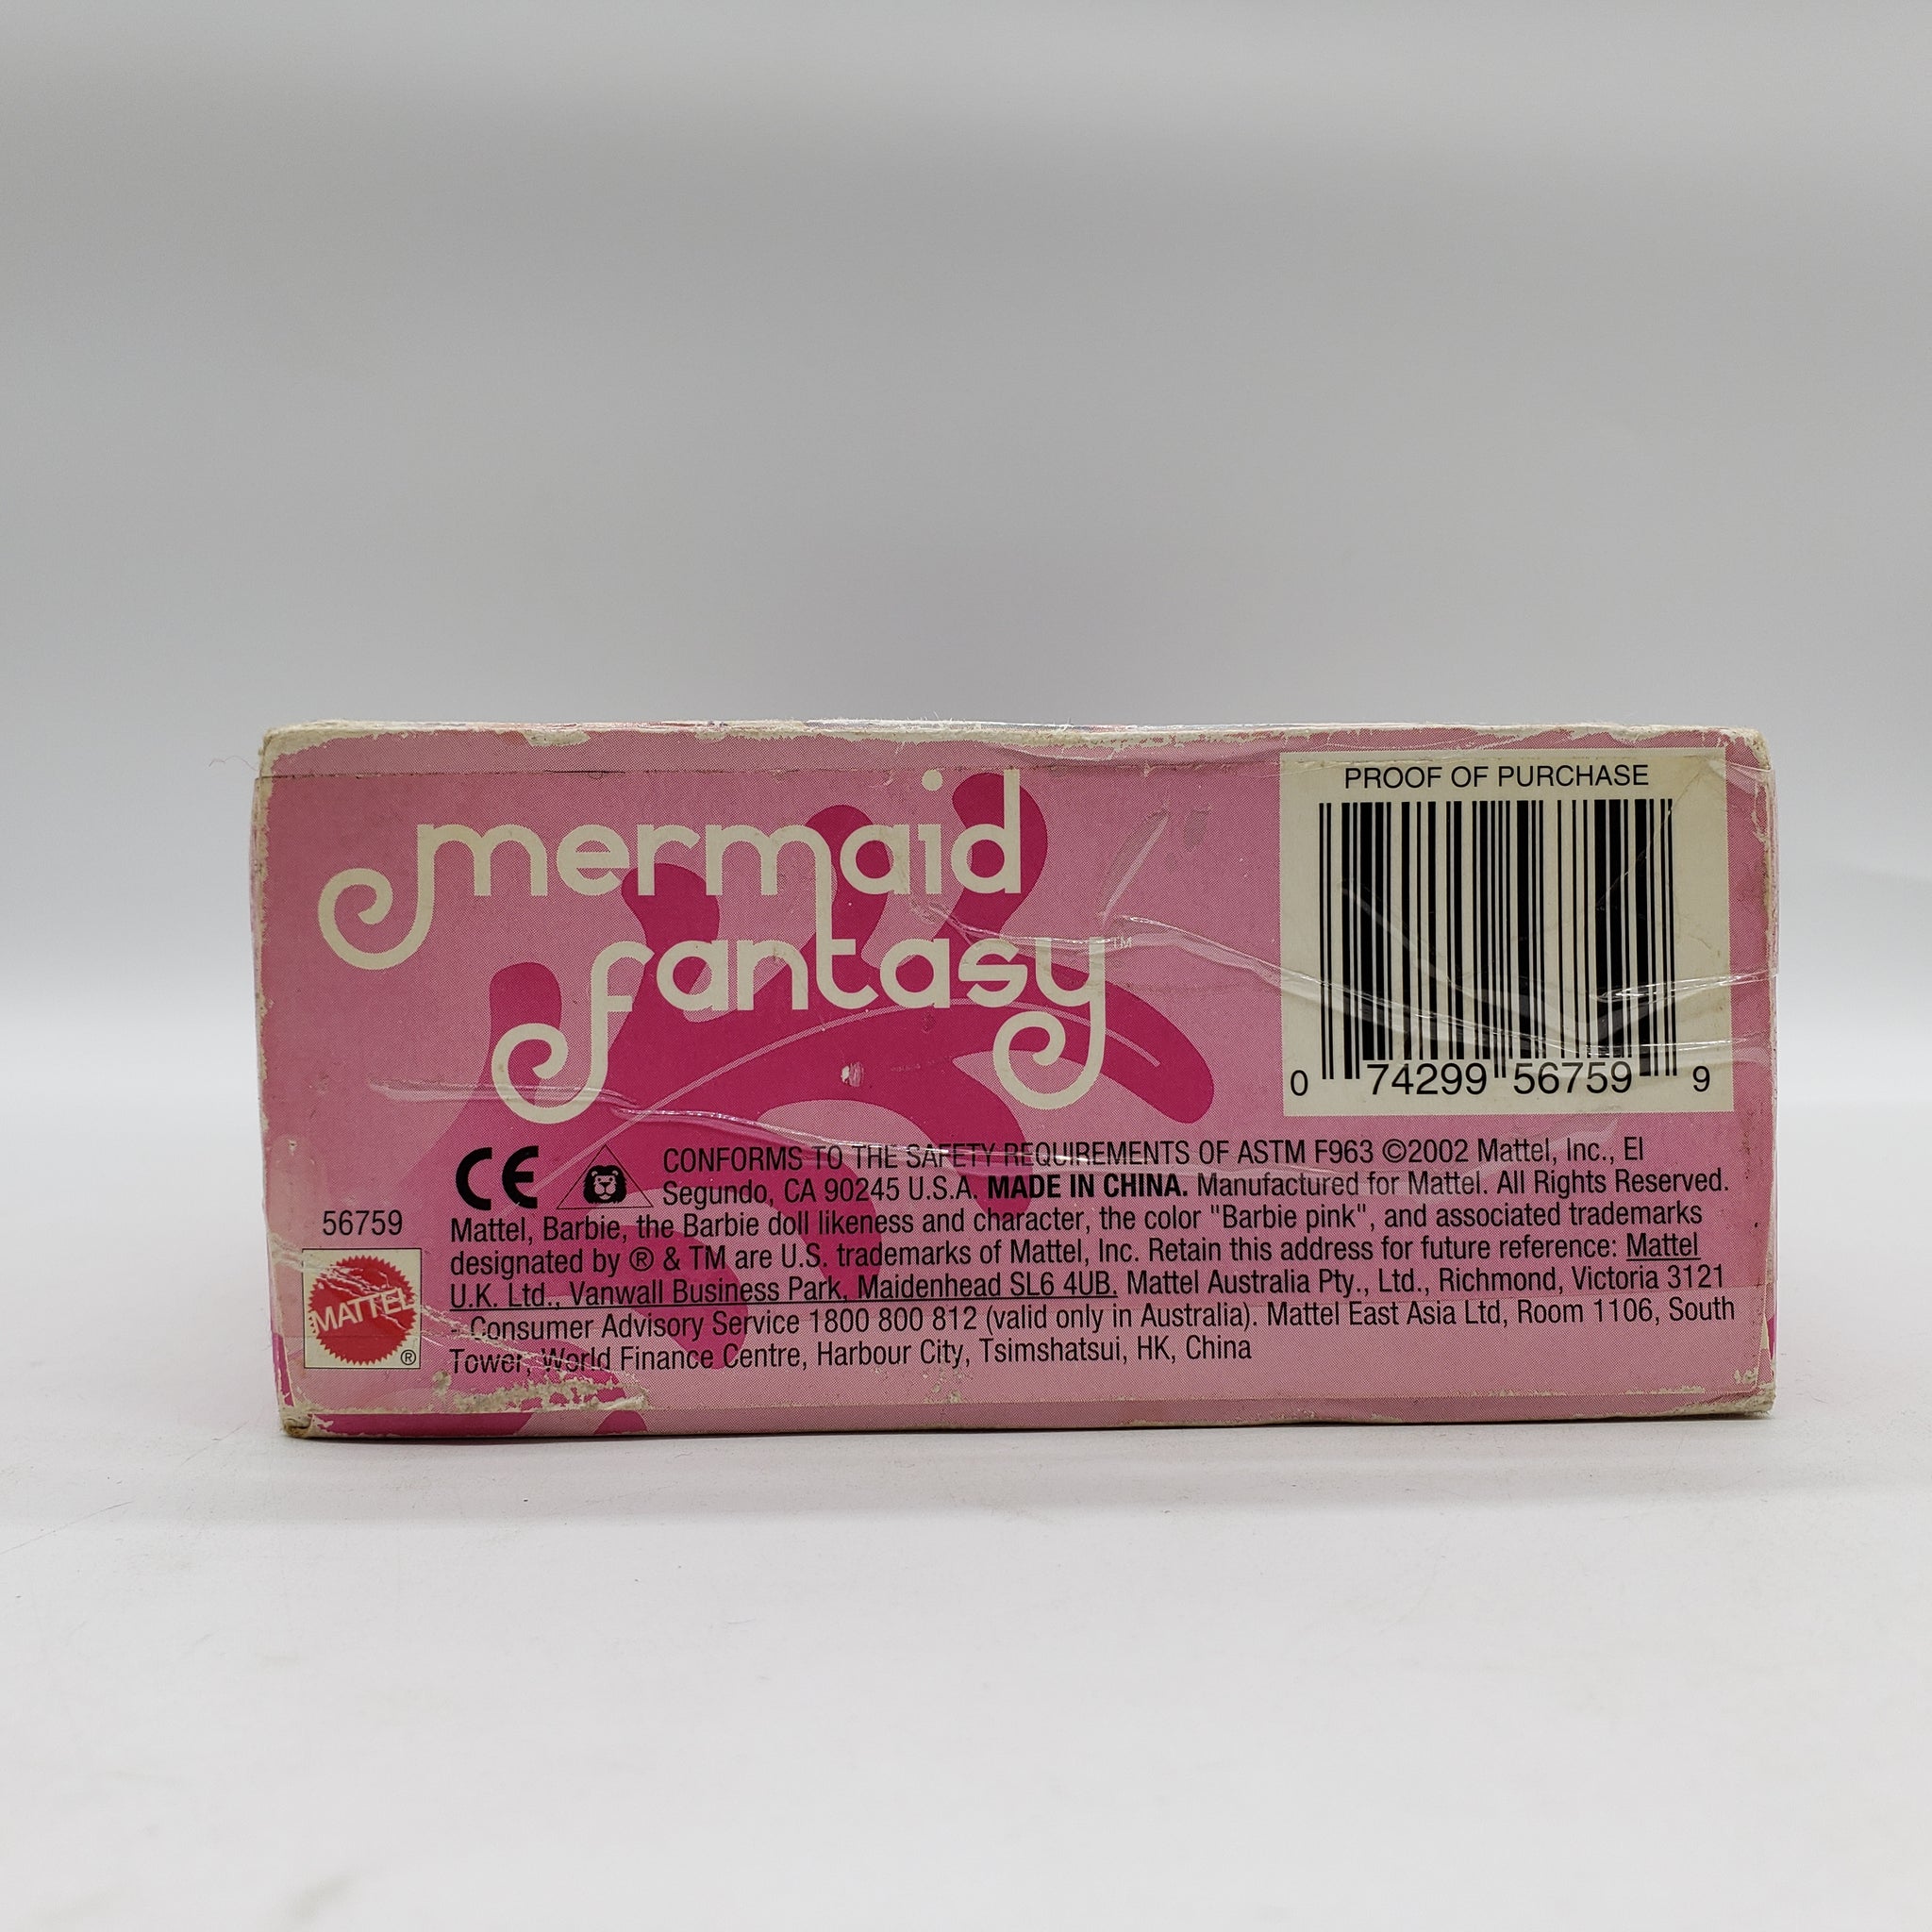 mermaid
fantasy™
PROOF OF PURCHASE
0 74299 56759 9
CE
CONFORMS TO THE SAFETY REQUIREMENTS OF ASTM F963 ©2002 Mattel, Inc., El
Segundo, CA 90245 U.S.A. MADE IN CHINA. Manufactured for Mattel. All Rights Reserved.
Mattel, Barbie, the Barbie doll likeness and character, the color "Barbie pink", and associated trademarks
designated by ® & TM are U.S. trademarks of Mattel, Inc. Retain this address for future reference: Mattel
U.K. Ltd., Vanwall Business Park, Maidenhead SL6 4UB. Mattel Australia Pty., Ltd., Richmond, Victoria 3121
- Consumer Advisory Service 1800 800 812 (valid only in Australia). Mattel East Asia Ltd, Room 1106, South
Tower, World Finance Centre, Harbour City, Tsimshatsui, HK, China
56759
MATTEL
®